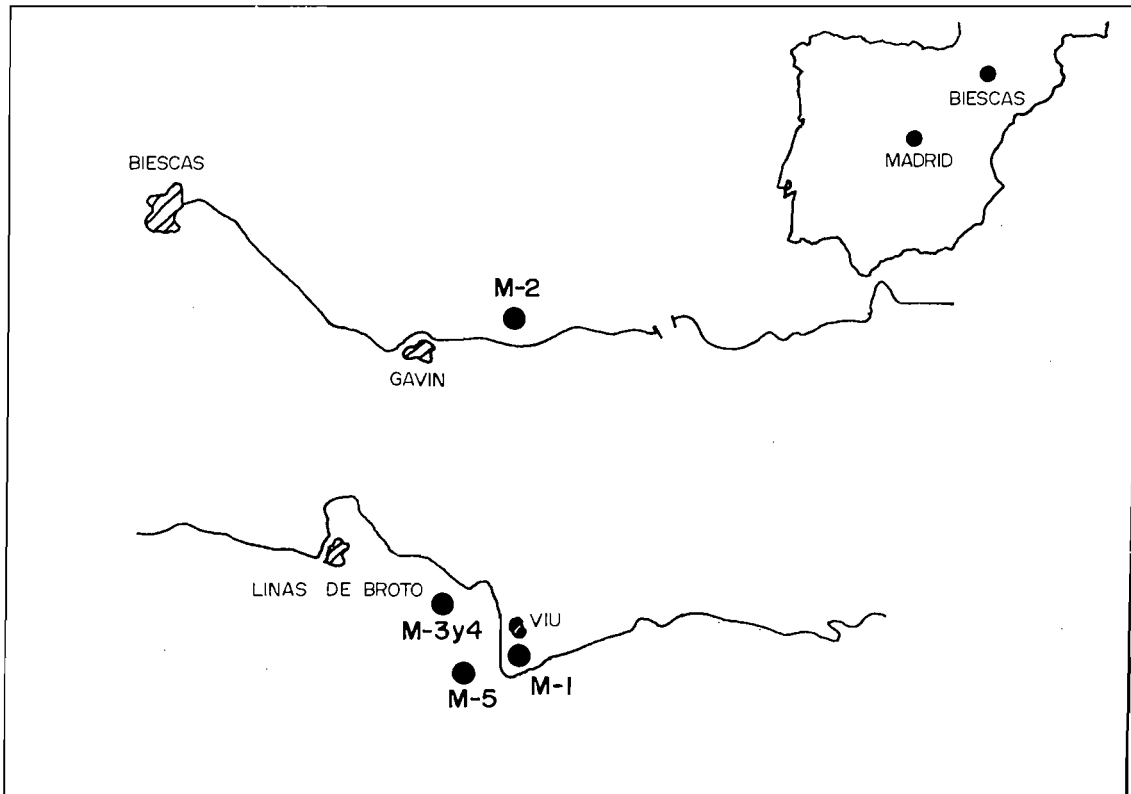 BIESCAS
MADRID
BIESCAS
M-2
GAVIN
LINAS DE BROTO
M-3y4
VIU
M-5
M-1